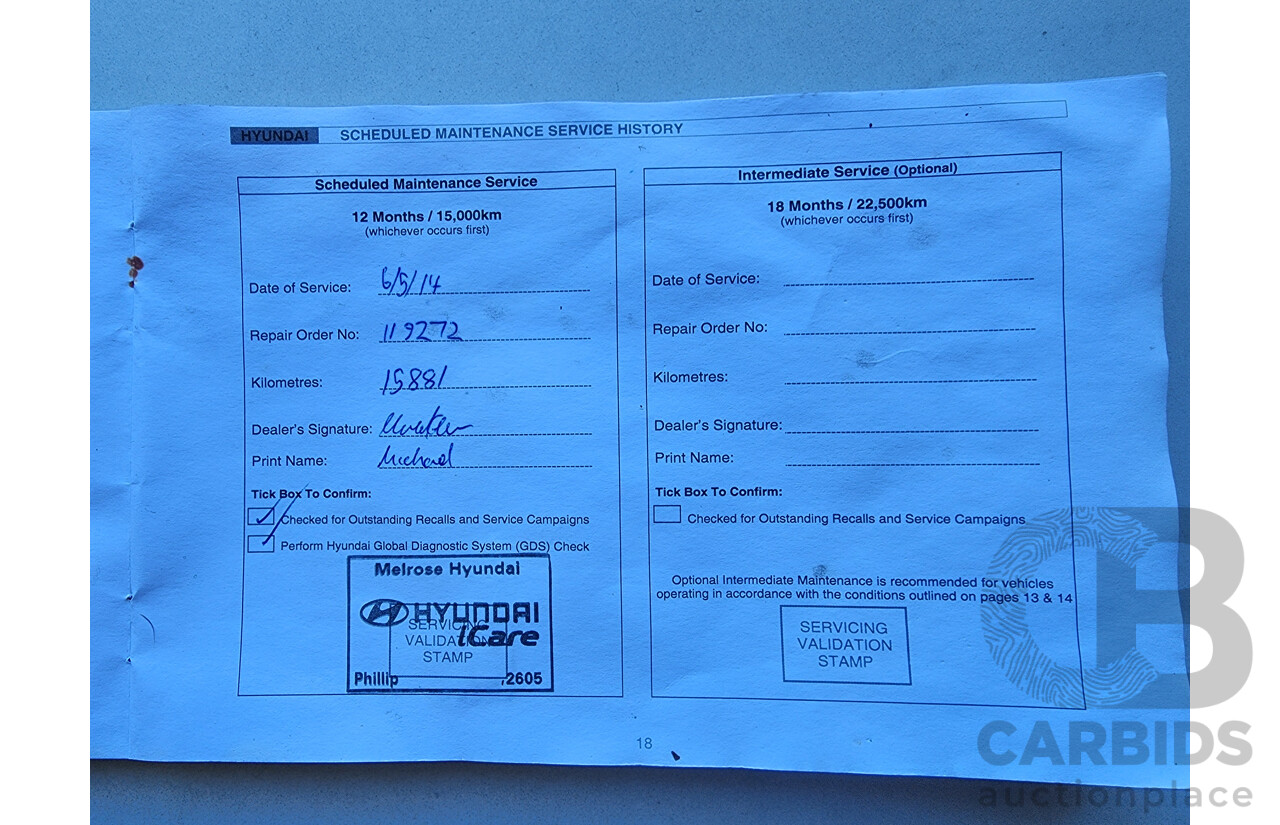 HYUNDAI SCHEDULED MAINTENANCE SERVICE HISTORY
Scheduled Maintenance Service
12 Months / 15,000km
(whichever occurs first)
Date of Service: 6/5/14
Repair Order No: 119272
Kilometres: 15881
Dealer's Signature:
Print Name: Michael
Tick Box To Confirm:
Checked for Outstanding Recalls and Service Campaigns
Perform Hyundai Global Diagnostic System (GDS) Check
Melrose Hyundai
HYUNDAI
iCare
SERVICING
VALIDATION
STAMP
Phillip ,2605
Intermediate Service (Optional)
18 Months / 22,500km
(whichever occurs first)
Date of Service:
Repair Order No:
Kilometres:
Dealer's Signature:
Print Name:
Tick Box To Confirm:
Checked for Outstanding Recalls and Service Campaigns
Optional Intermediate Maintenance is recommended for vehicles
operating in accordance with the conditions outlined on pages 13 & 14
SERVICING
VALIDATION
STAMP
18
CB
CARBIDS
auctionplace